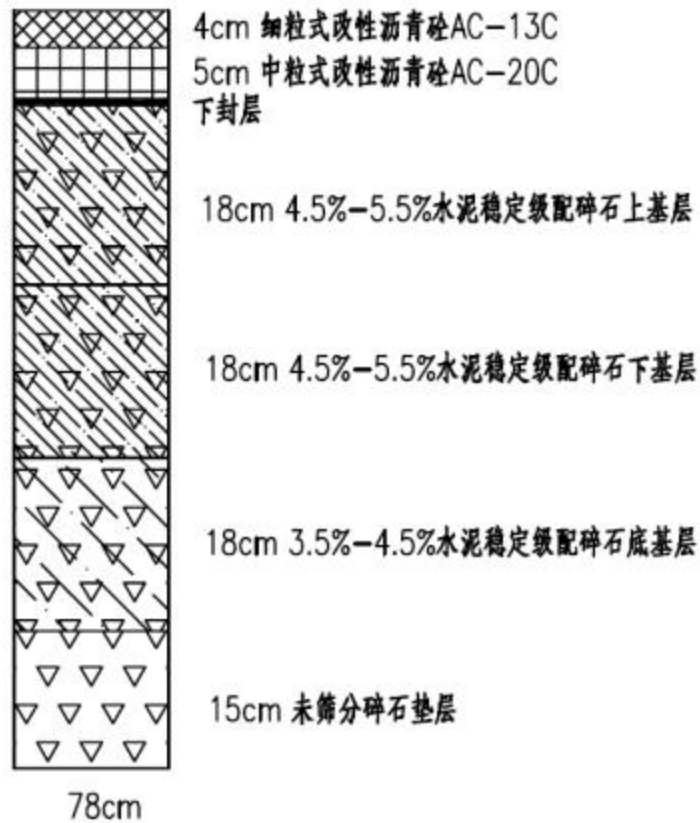 4cm 细粒式改性沥青砼AC-13C
5cm 中粒式改性沥青砼AC-20C
下封层
18cm 4.5%-5.5%水泥稳定级配碎石上基层
18cm 4.5%-5.5%水泥稳定级配碎石下基层
18cm 3.5%-4.5%水泥稳定级配碎石底基层
15cm 未筛分碎石垫层
78cm